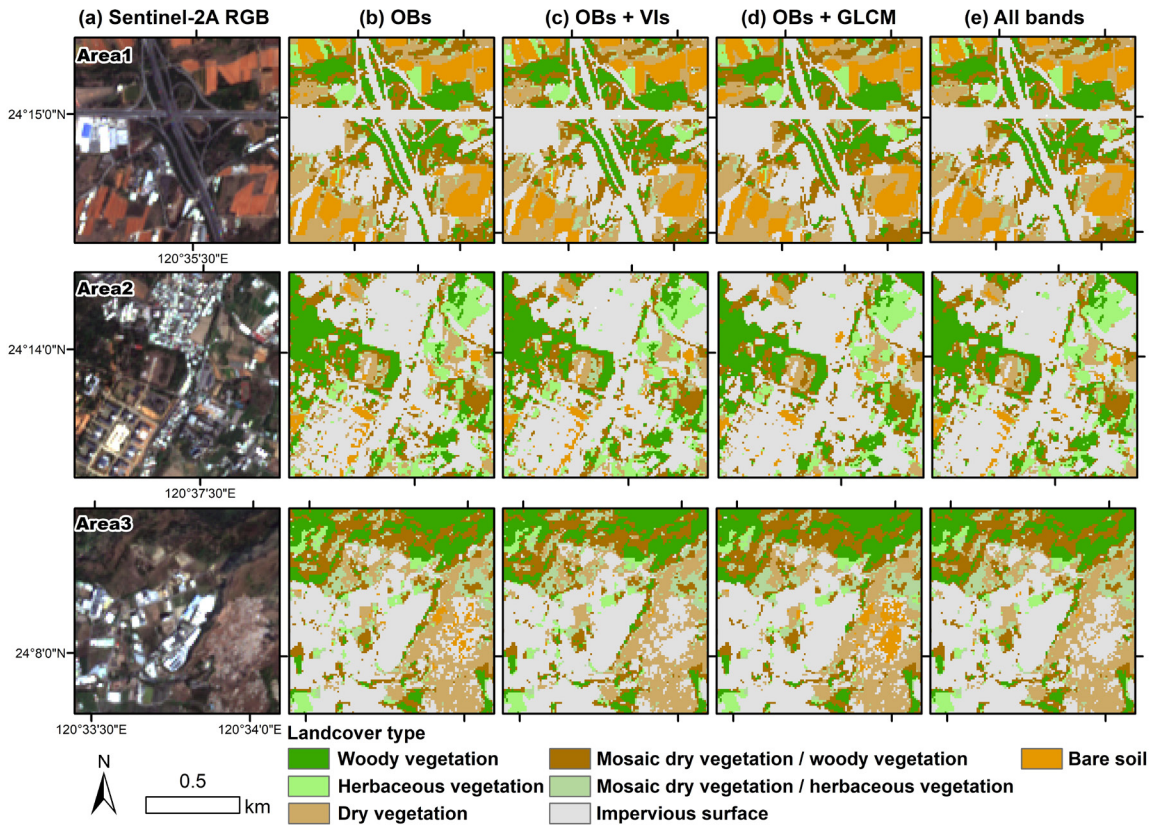 (a) Sentinel-2A RGB (b) OBs (c) OBs + VIs (d) OBs + GLCM (e) All bands
Area1
24°15'0"N
120°35'30"E
Area2
24°14'0"N
120°37'30"E
Area3
24°8'0"N
120°33'30"E 120°34'0"E
Landcover type
Woody vegetation Mosaic dry vegetation / woody vegetation Bare soil
Herbaceous vegetation Mosaic dry vegetation / herbaceous vegetation
Dry vegetation Impervious surface
N
0.5
km